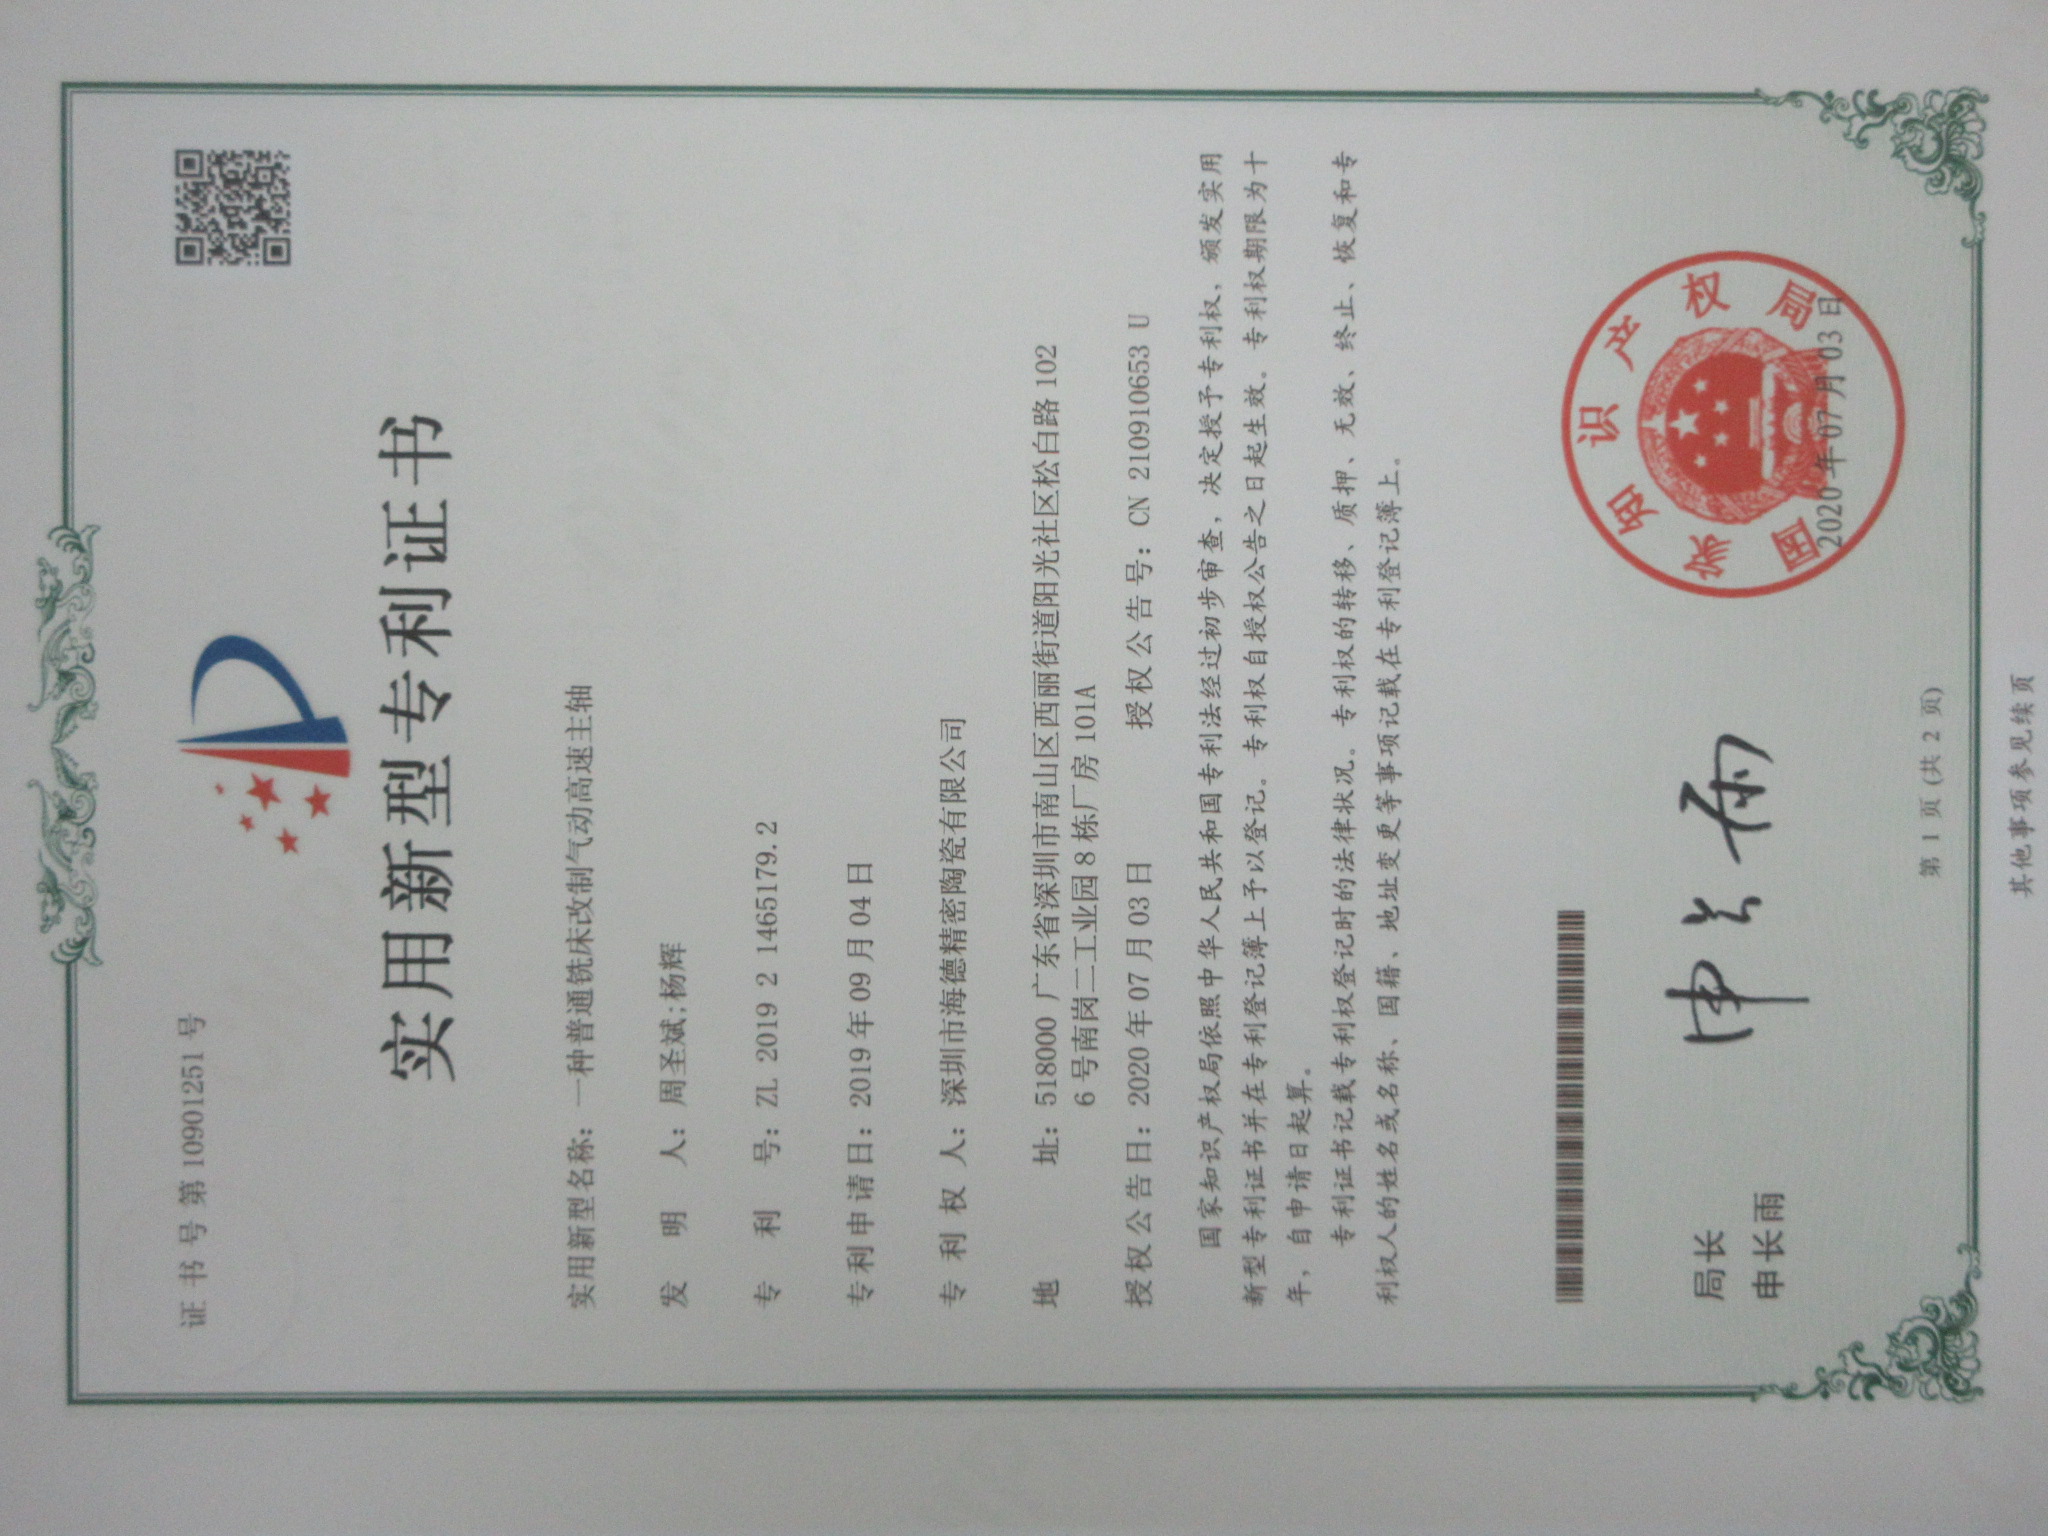 证书号第10901251号
实用新型专利证书
实用新型名称：一种普通铣床改制气动高速主轴
发明人：周圣斌;杨辉
专利号：ZL 2019 2 1465179.2
专利申请日：2019年09月04日
专利权人：深圳市海德精密陶瓷有限公司
地址：518000 广东省深圳市南山区西丽街道阳光社区松白路102
6号南岗二工业园8栋厂房101A
授权公告日：2020年07月03日 授权公告号：CN 210910653 U
国家知识产权局依照中华人民共和国专利法经过初步审查，决定授予专利权，颁发实用
新型专利证书并在专利登记簿上予以登记。专利权自授权公告之日起生效。专利权期限为十
年，自申请日起算。
专利证书记载专利权登记时的法律状况。专利权的转移、质押、无效、终止、恢复和专
利权人的姓名或名称、国籍、地址变更等事项记载在专利登记簿上。
局长
申长雨
申长雨
国家知识产权局
2020年07月03日
第 1 页 (共 2 页)
其他事项参见续页